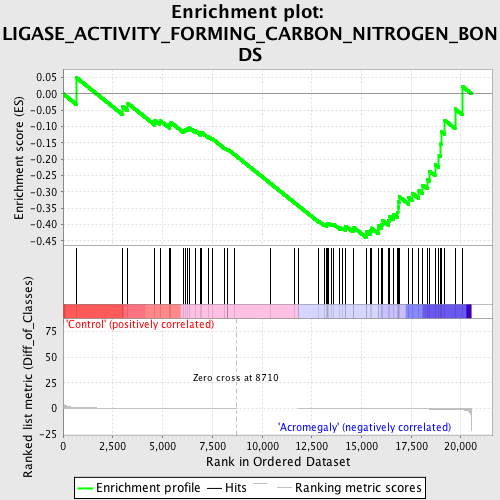 Enrichment plot:
LIGASE_ACTIVITY_FORMING_CARBON_NITROGEN_BON
DS
Enrichment score (ES)
0.05
0.00
-0.05
-0.10
-0.15
-0.20
-0.25
-0.30
-0.35
-0.40
-0.45
Ranked list metric (Diff_of_Classes)
'Control' (positively correlated)
75
50
25
0
-25
Zero cross at 8710
'Acromegaly' (negatively correlated)
0
2,500
5,000
7,500
10,000
12,500
15,000
17,500
20,000
Rank in Ordered Dataset
Enrichment profile
Hits
Ranking metric scores